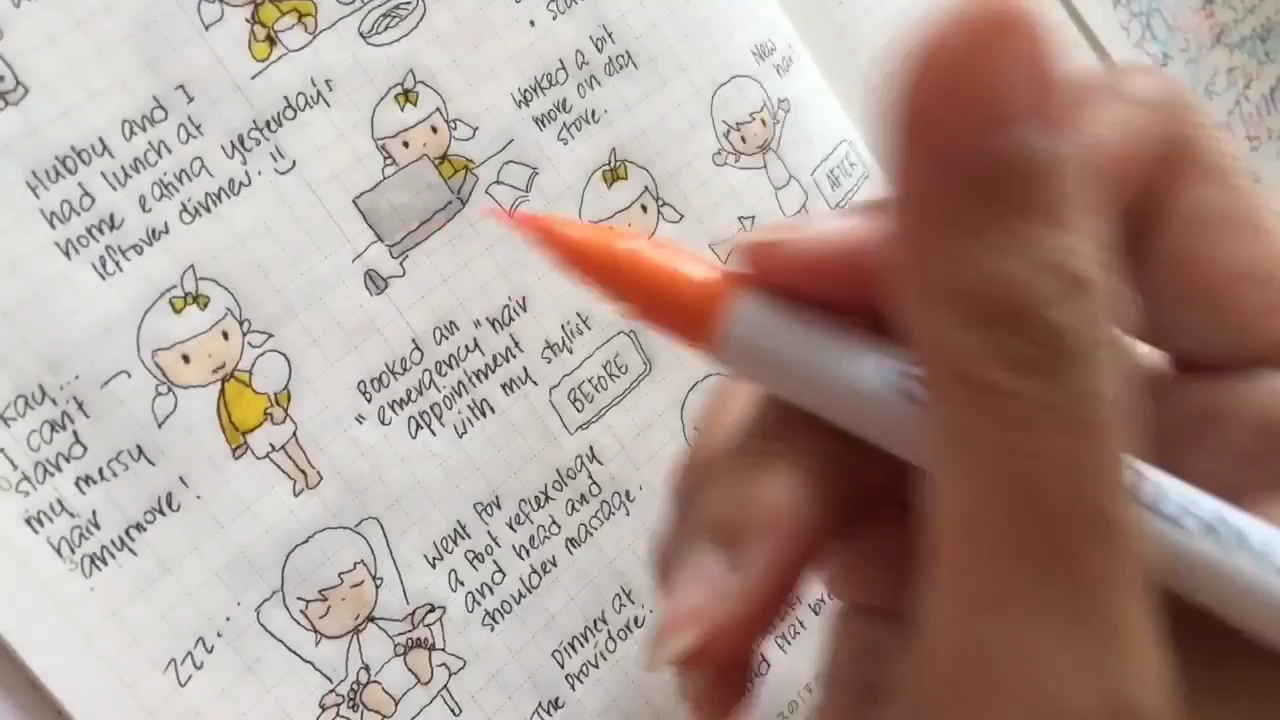 Hubby and I
had lunch at
home eating yesterday's
leftover dinner.
Worked a bit
more on etsy
store.
New
hair
AFTER
kay...
I can't
stand
my messy
hair
anymore!
Booked an
"emergency" hair
appointment
with my stylist
BEFORE
zzz...
Went for
a foot reflexology
and head and
shoulder massage.
Dinner at
The Providore.